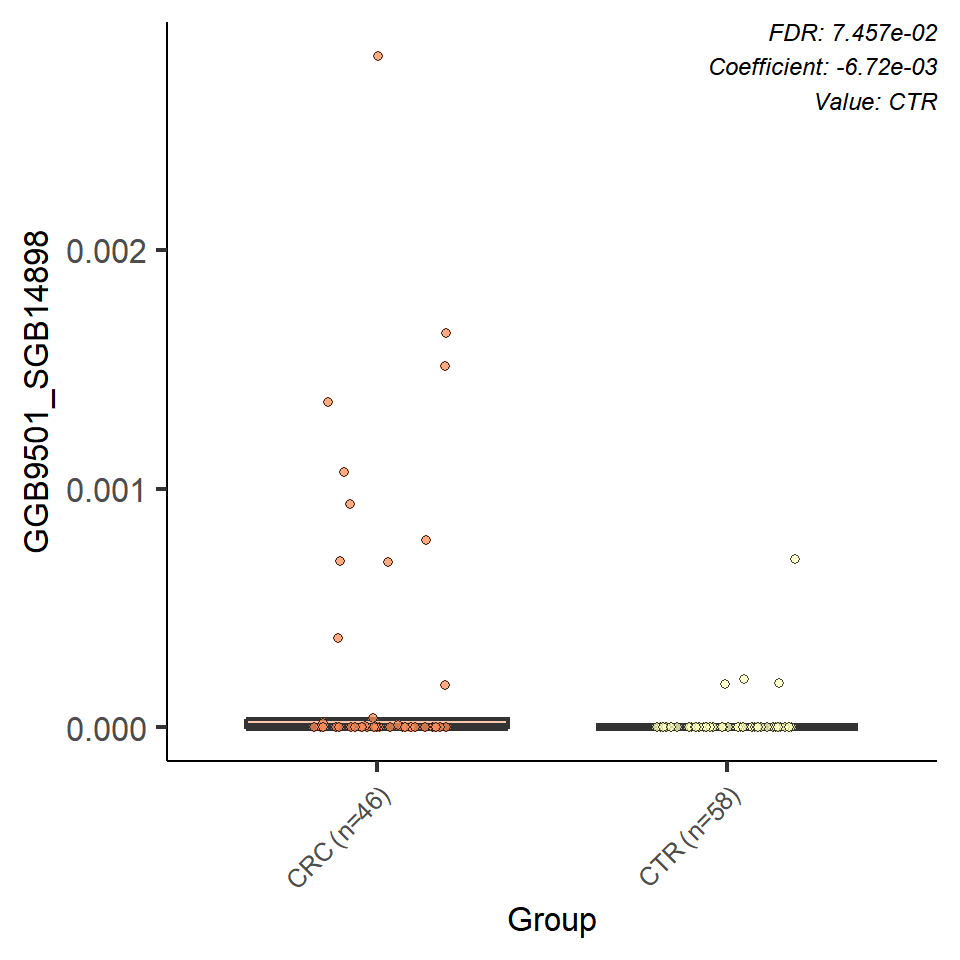 FDR: 7.457e-02
Coefficient: -6.72e-03
Value: CTR
GGB9501_SGB14898
0.002
0.001
0.000
CRC (n=46)
CTR (n=58)
Group